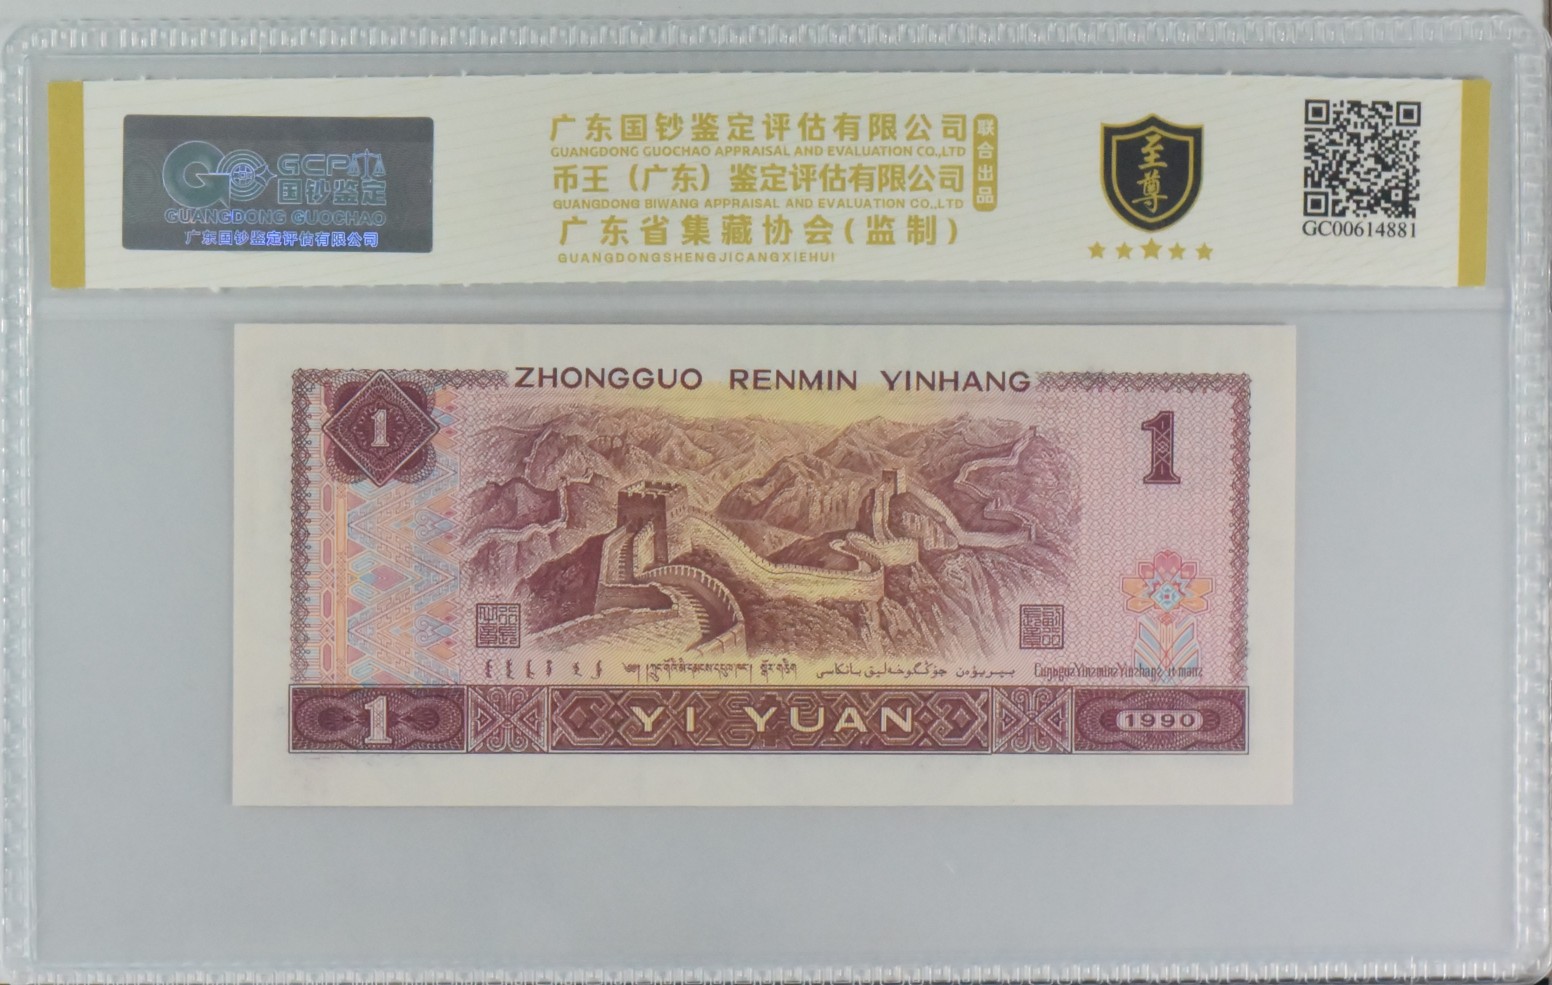 GCP
国钞鉴定
GUANGDONG GUOCHAO
广东国钞鉴定评估有限公司
广东国钞鉴定评估有限公司
GUANGDONG GUOCHAO APPRAISAL AND EVALUATION CO.,LTD
币王（广东）鉴定评估有限公司
GUANGDONG BIWANG APPRAISAL AND EVALUATION CO.,LTD
广东省集藏协会(监制)
GUANGDONGSHENGJICANGXIEHUI
联合出品
至尊
GC00614881
ZHONGGUO RENMIN YINHANG
1
1
1
YI YUAN
1990